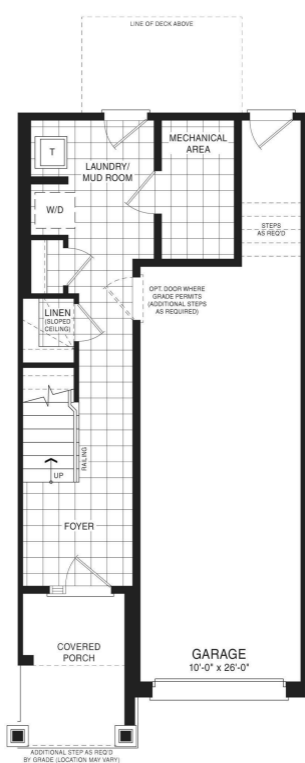 LINE OF DECK ABOVE
T
LAUNDRY/
MUD ROOM
MECHANICAL
AREA
W/D
STEPS
AS REQ'D
LINEN
(SLOPED
CEILING)
OPT. DOOR WHERE
GRADE PERMITS
(ADDITIONAL STEPS
AS REQUIRED)
RAILING
UP
FOYER
COVERED
PORCH
GARAGE
10'-0" x 26'-0"
ADDITIONAL STEP AS REQ'D
BY GRADE (LOCATION MAY VARY)